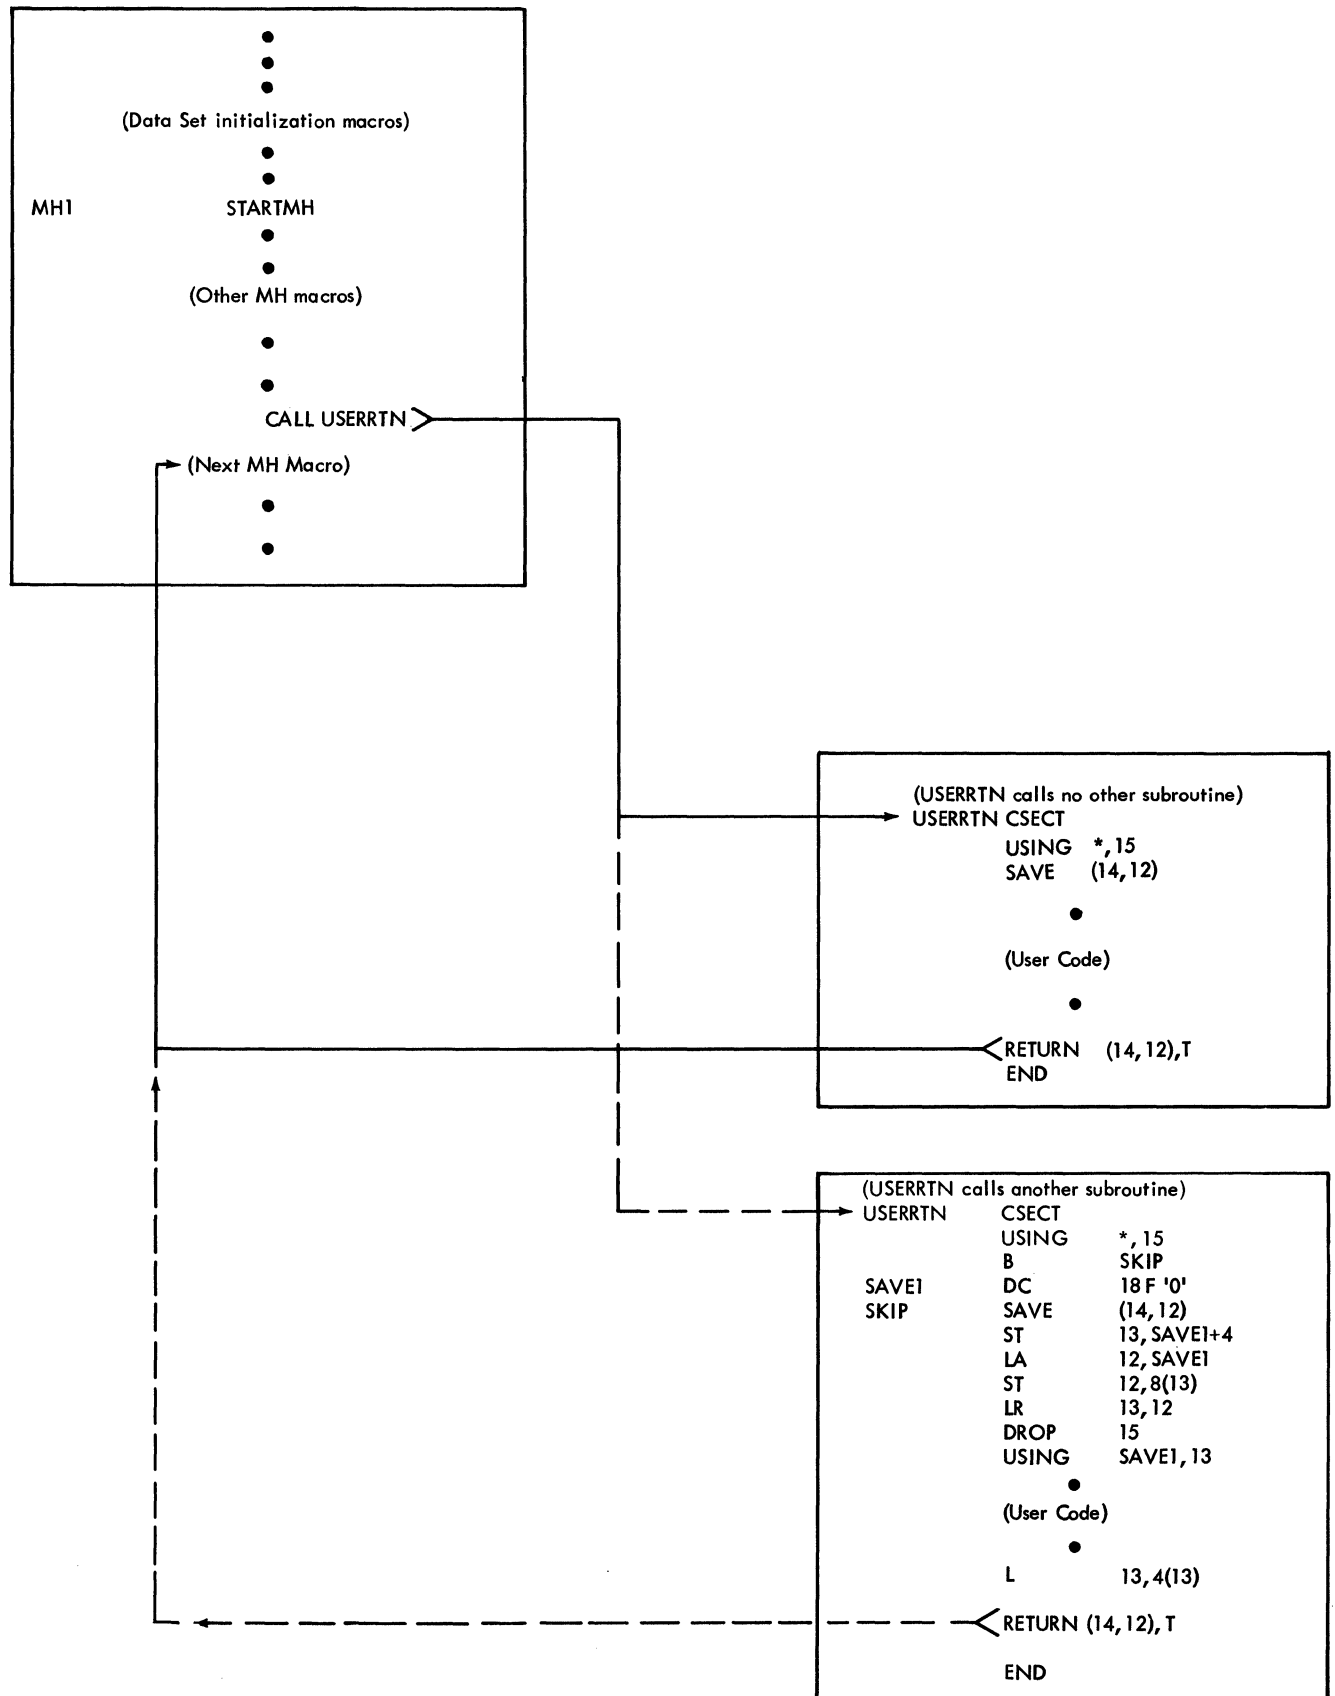 (Data Set initialization macros)
MH1 STARTMH
(Other MH macros)
CALL USERRTN
(Next MH Macro)
(USERRTN calls no other subroutine)
USERRTN CSECT
USING *,15
SAVE (14,12)
(User Code)
RETURN (14,12),T
END
(USERRTN calls another subroutine)
USERRTN CSECT
USING *,15
B SKIP
SAVE1 DC 18F '0'
SKIP SAVE (14,12)
ST 13,SAVE1+4
LA 12,SAVE1
ST 12,8(13)
LR 13,12
DROP 15
USING SAVE1,13
(User Code)
L 13,4(13)
RETURN (14,12),T
END